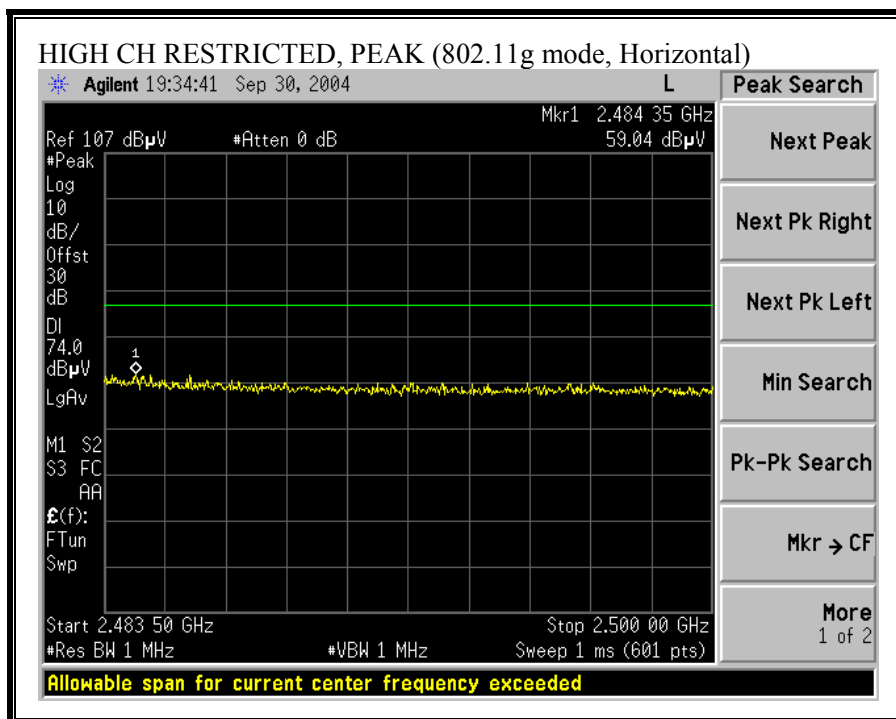 HIGH CH RESTRICTED, PEAK (802.11g mode, Horizontal)
Agilent 19:34:41 Sep 30, 2004 L
Peak Search
Mkr1 2.484 35 GHz
Ref 107 dBµV #Atten 0 dB 59.04 dBµV
#Peak
Log
10
dB/
Offst
30
dB
DI
74.0
dBµV
LgAv
1
M1 S2
S3 FC
AA
£(f):
FTun
Swp
Start 2.483 50 GHz Stop 2.500 00 GHz
#Res BW 1 MHz #VBW 1 MHz Sweep 1 ms (601 pts)
Allowable span for current center frequency exceeded
Next Peak
Next Pk Right
Next Pk Left
Min Search
Pk-Pk Search
Mkr → CF
More
1 of 2